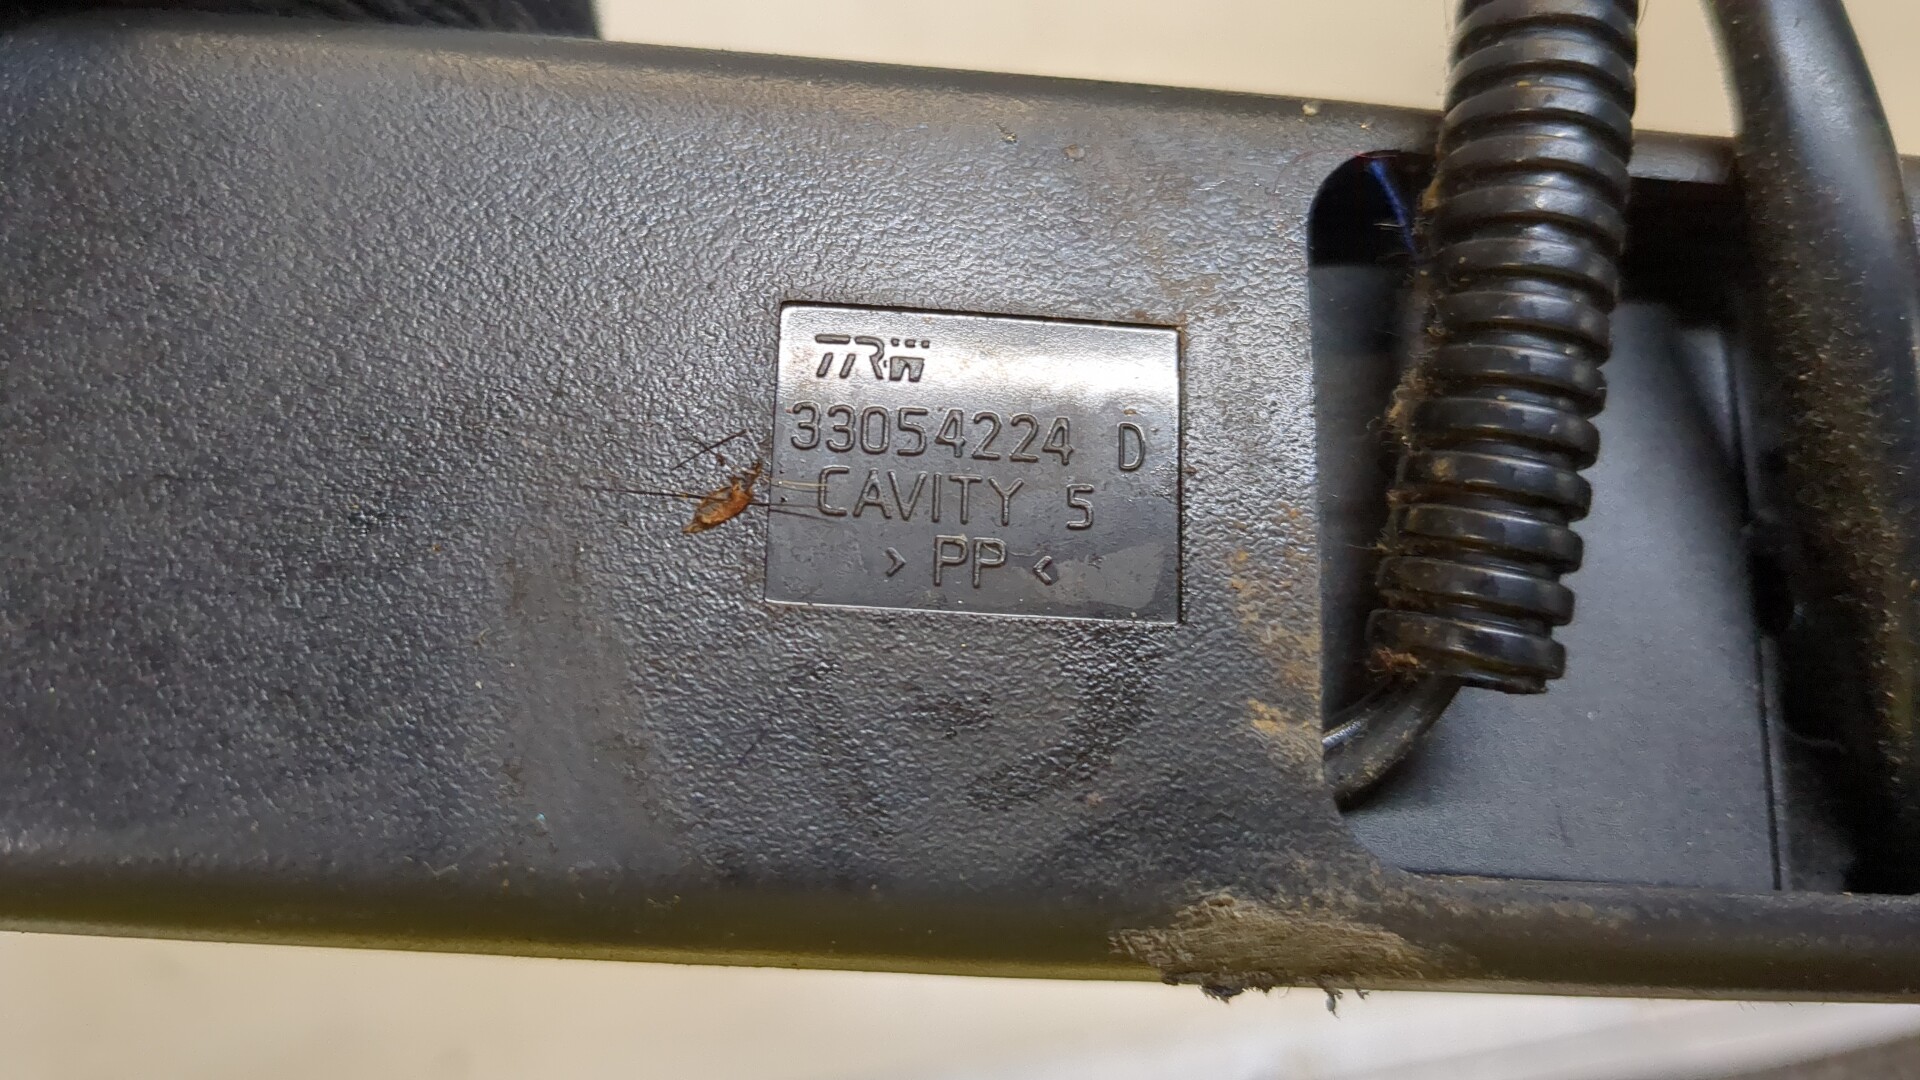 TRW
33054224 D
CAVITY 5
> PP <